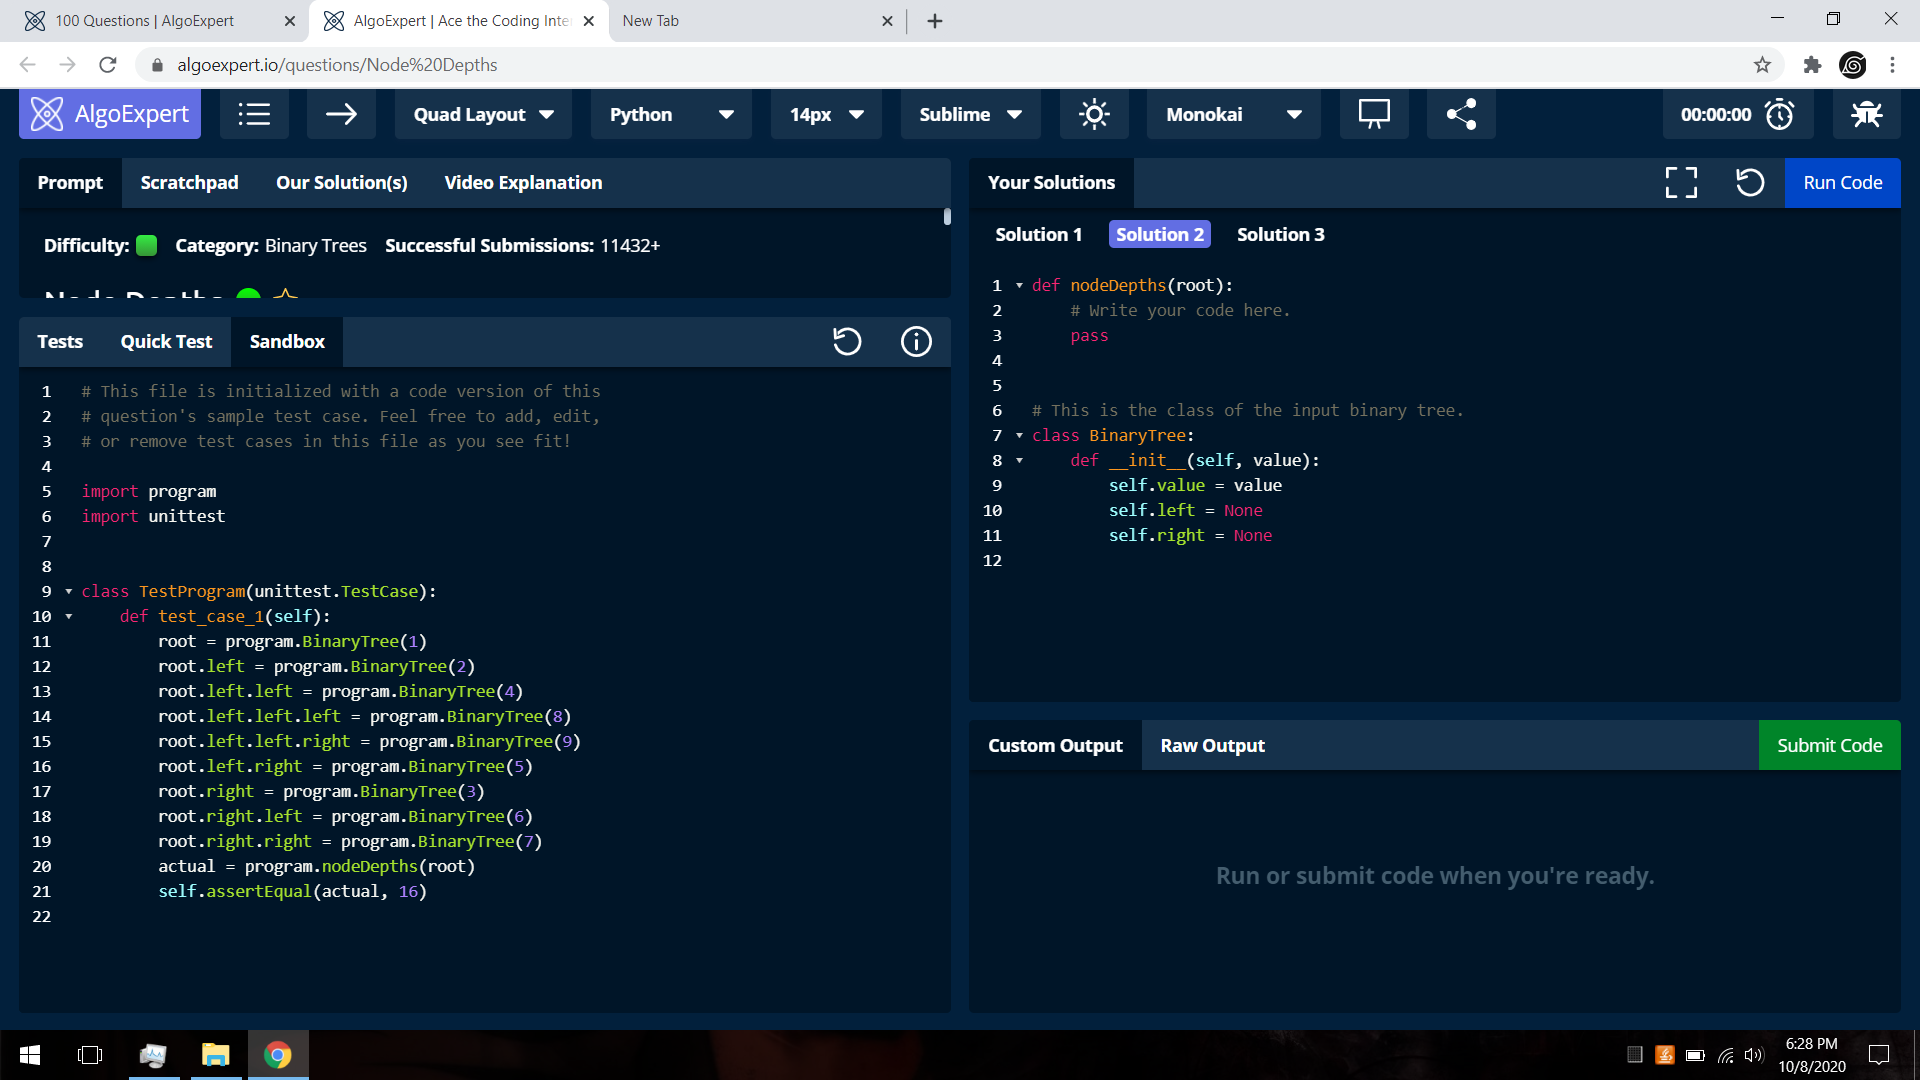 100 Questions | AlgoExpert
AlgoExpert | Ace the Coding Inte
New Tab
algoexpert.io/questions/Node%20Depths
AlgoExpert
Quad Layout
Python
14px
Sublime
Monokai
00:00:00
Prompt
Scratchpad
Our Solution(s)
Video Explanation
Difficulty:
Category: Binary Trees
Successful Submissions: 11432+
Node Depths
Tests
Quick Test
Sandbox
1 # This file is initialized with a code version of this
2 # question's sample test case. Feel free to add, edit,
3 # or remove test cases in this file as you see fit!
4
5 import program
6 import unittest
7
8
9 class TestProgram(unittest.TestCase):
10     def test_case_1(self):
11         root = program.BinaryTree(1)
12         root.left = program.BinaryTree(2)
13         root.left.left = program.BinaryTree(4)
14         root.left.left.left = program.BinaryTree(8)
15         root.left.left.right = program.BinaryTree(9)
16         root.left.right = program.BinaryTree(5)
17         root.right = program.BinaryTree(3)
18         root.right.left = program.BinaryTree(6)
19         root.right.right = program.BinaryTree(7)
20         actual = program.nodeDepths(root)
21         self.assertEqual(actual, 16)
22
Your Solutions
Run Code
Solution 1
Solution 2
Solution 3
1 def nodeDepths(root):
2     # Write your code here.
3     pass
4
5
6 # This is the class of the input binary tree.
7 class BinaryTree:
8     def __init__(self, value):
9         self.value = value
10         self.left = None
11         self.right = None
12
Custom Output
Raw Output
Submit Code
Run or submit code when you're ready.
6:28 PM
10/8/2020